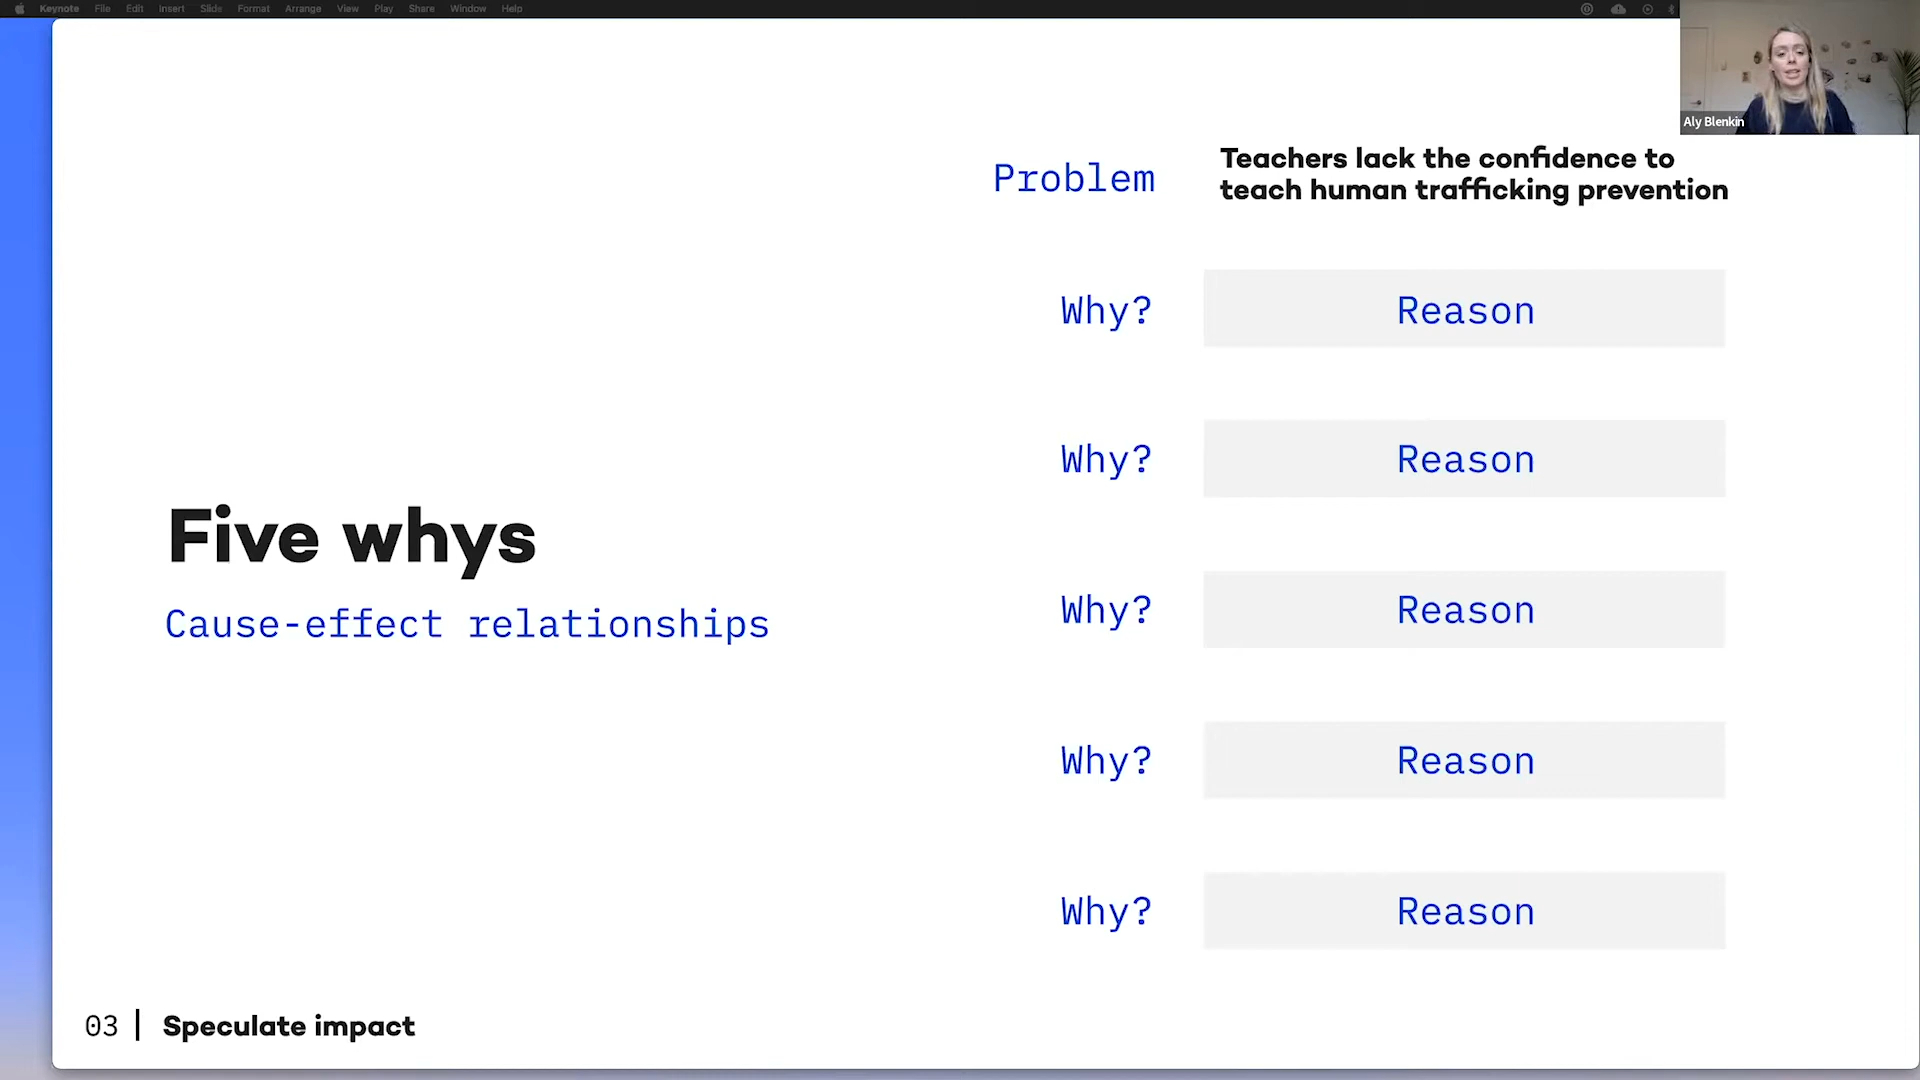 Keynote File Edit Insert Slide Format Arrange View Play Share Window Help
Aly Blenkin
Problem
Teachers lack the confidence to
teach human trafficking prevention
Why? Reason
Why? Reason
Five whys
Cause-effect relationships
Why? Reason
Why? Reason
Why? Reason
03 | Speculate impact